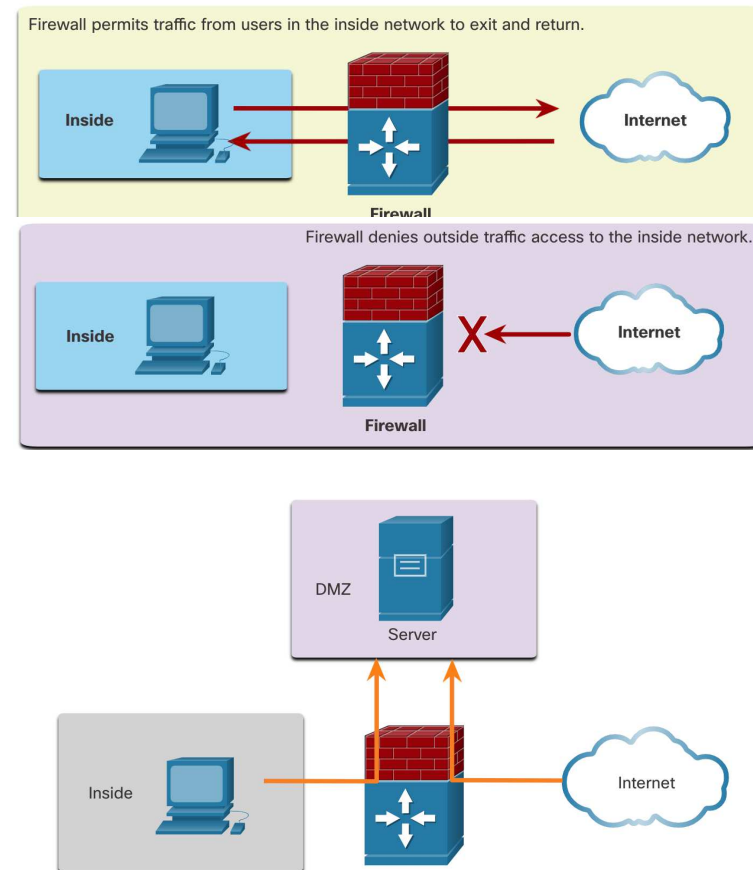 Firewall permits traffic from users in the inside network to exit and return.
Inside
Internet
Firewall
Firewall denies outside traffic access to the inside network.
Inside
Internet
Firewall
DMZ
Server
Inside
Internet